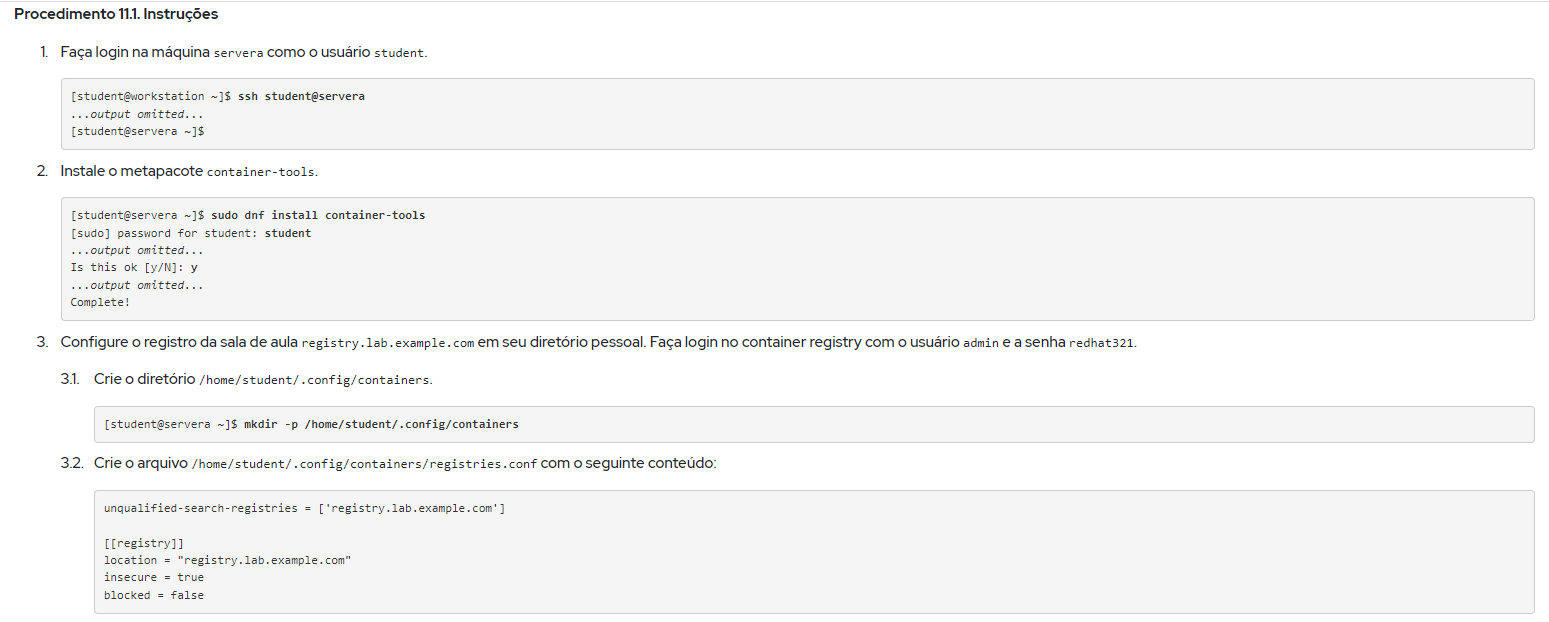 Procedimento 11.1. Instruções
1. Faça login na máquina servera como o usuário student.
[student@workstation ~]$ ssh student@servera
...output omitted...
[student@servera ~]$
2. Instale o metapacote container-tools.
[student@servera ~]$ sudo dnf install container-tools
[sudo] password for student: student
...output omitted...
Is this ok [y/N]: y
...output omitted...
Complete!
3. Configure o registro da sala de aula registry.lab.example.com em seu diretório pessoal. Faça login no container registry com o usuário admin e a senha redhat321.
3.1. Crie o diretório /home/student/.config/containers.
[student@servera ~]$ mkdir -p /home/student/.config/containers
3.2. Crie o arquivo /home/student/.config/containers/registries.conf com o seguinte conteúdo:
unqualified-search-registries = ['registry.lab.example.com']
[[registry]]
location = "registry.lab.example.com"
insecure = true
blocked = false